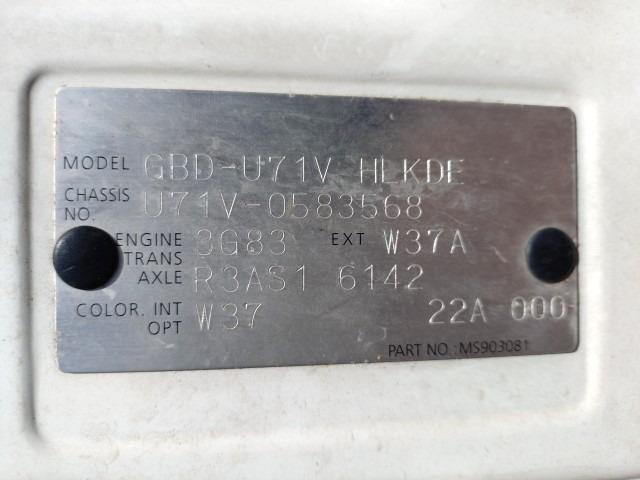 MODEL GBD-U71V HLKDE
CHASSIS NO. U71V-0583568
ENGINE 3G83 EXT W37A
TRANS AXLE R3AS1 6142
COLOR. INT OPT W37 22A 000
PART NO.:MS903081